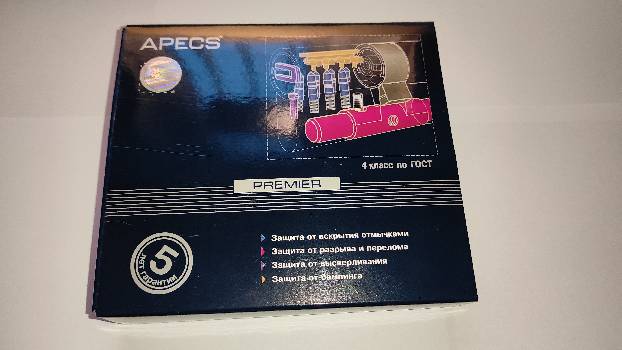 APECS
4 класс по ГОСТ
PREMIER
Защита от вскрытия отмычками
Защита от разрыва и перелома
Защита от высверливания
Защита от бампинга
5
лет гарантии